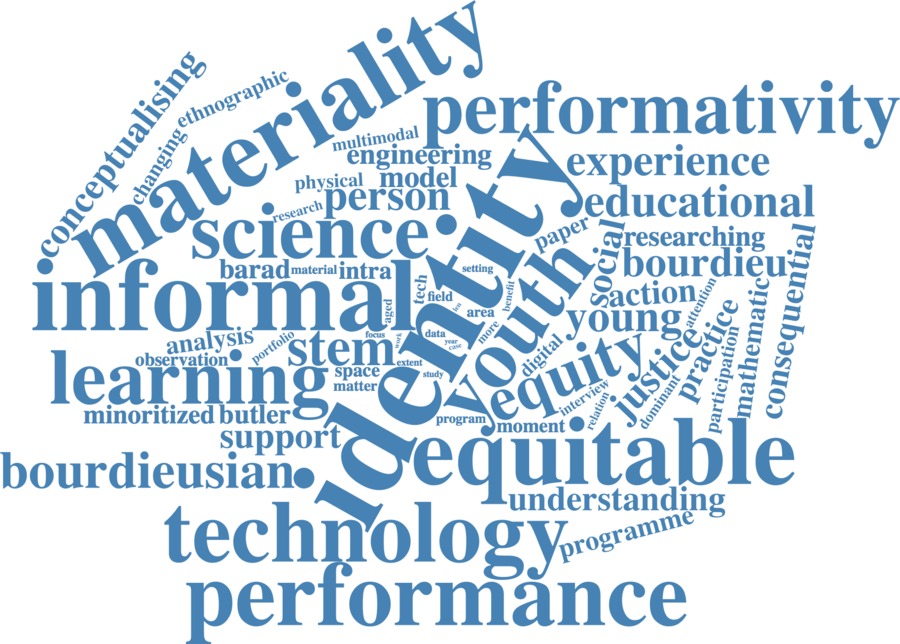 materiality
conceptualising
ethnographic
changing
performativity
multimodal
engineering
experience
physical
model
person
educational
research
science
identity
paper
researching
social
barad
material
intra
setting
bourdieu
consequential
informal
tech
field
benefit
youth
action
attention
aged
area
young
mathematic
analysis
portfolio
focus
work
data
more
year
case
digital
justice
practice
observation
stem
extent
study
equity
participation
learning
space
matter
interview
relation
dominant
minoritized
butler
program
moment
support
equitable
bourdieusian
understanding
technology
programme
performance